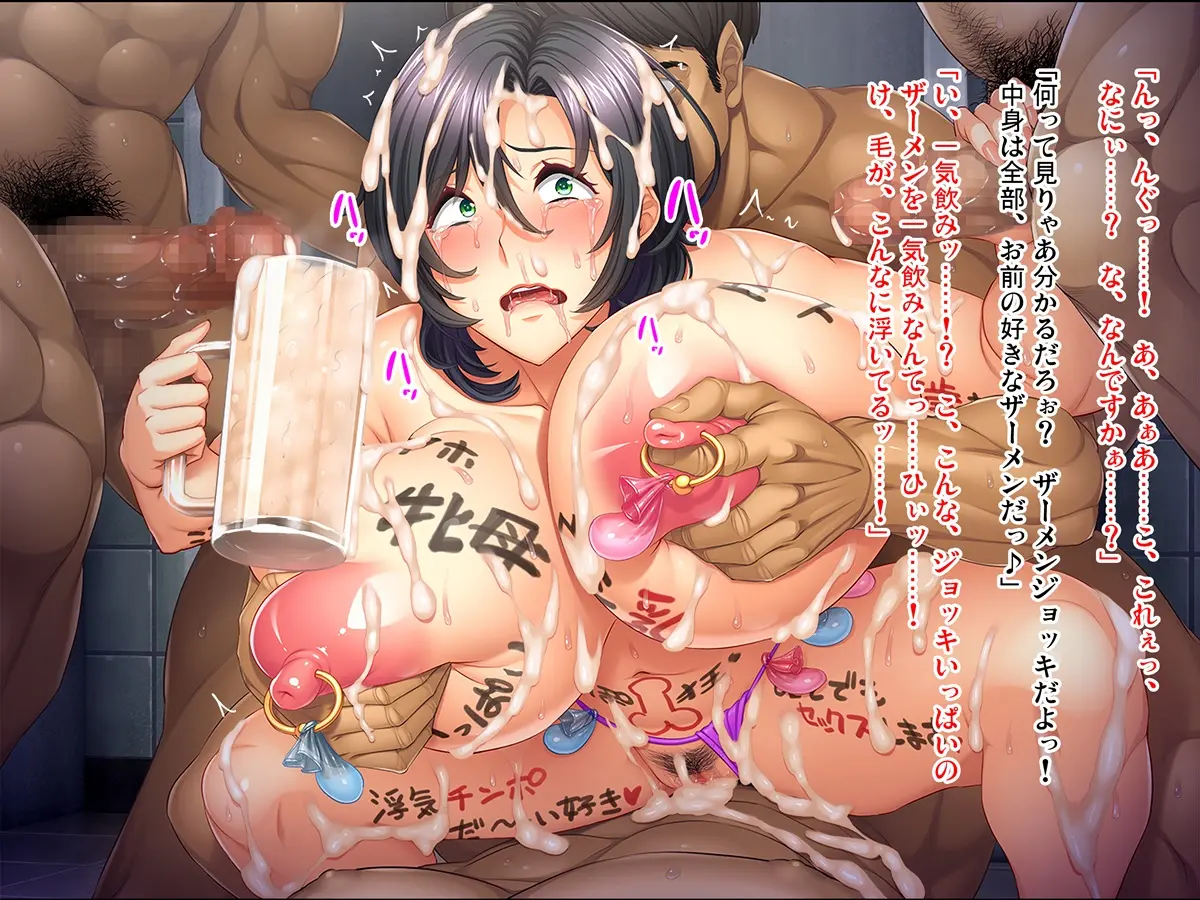 「んっ、んぐっ……！　あ、あぁあ……こ、これぇっ、
なにぃ……？　な、なんですかぁ……？」
「何って見りゃあ分かるだろぉ？　ザーメンジョッキだよっ！
中身は全部、お前の好きなザーメンだっ♪」
「い、一気飲みッ……！？　こ、こんな、ジョッキいっぱいの
ザーメンを一気飲みなんてっ……ひぃッ……！
け、毛が、こんなに浮いてるッ……！」
牝母
浮気チンポ
だ〜い好き♥
セックス